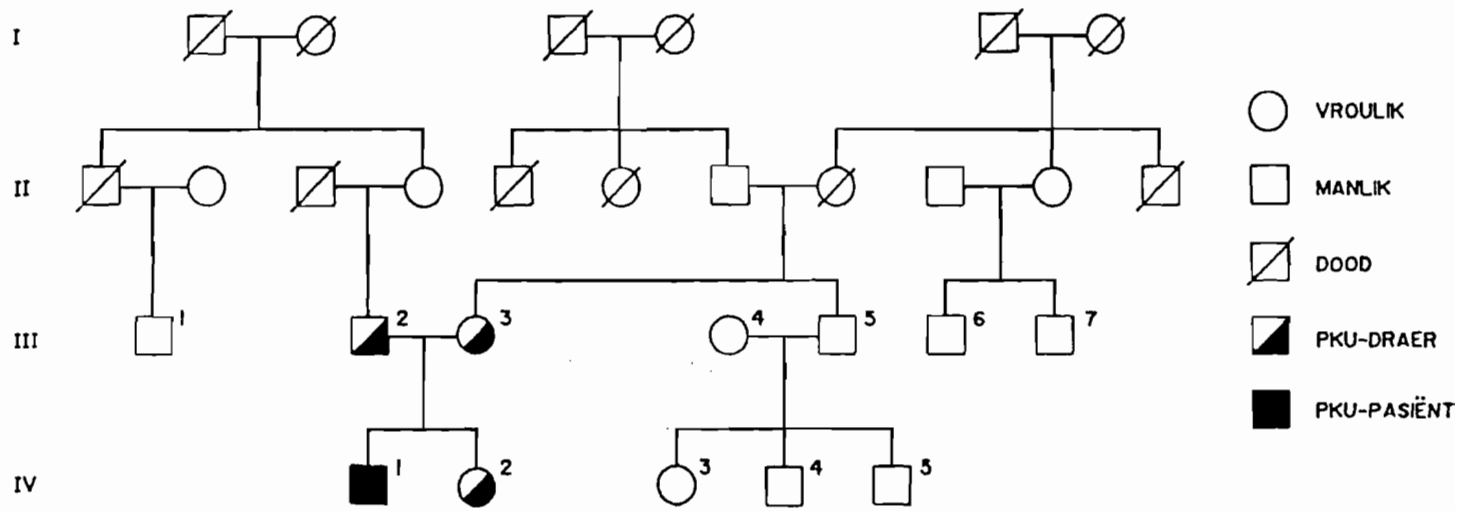 I
VROULIK
II
MANLIK
DOOD
1 2 3 4 5 6 7
III
PKU-DRAER
PKU-PASIËNT
1 2 3 4 5
IV